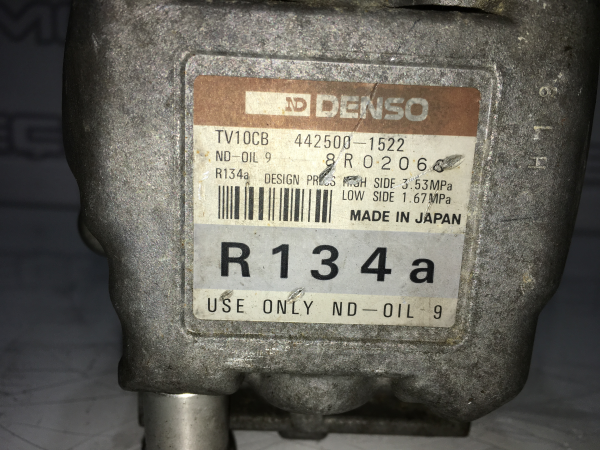 ND DENSO
TV10CB 442500-1522
ND-OIL 9 8R02066
R134a DESIGN PRESS HIGH SIDE 3.53MPa
LOW SIDE 1.67MPa
MADE IN JAPAN
R134a
USE ONLY ND-OIL 9